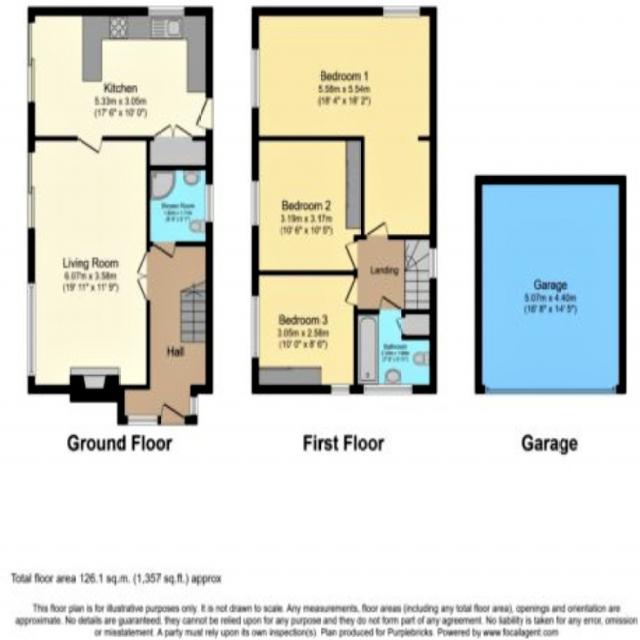 Kitchen
5.33m x 3.05m
(17'6" x 10'0)
Shower Room
Living Room
6.07m x 3.58m
(19' 11" x 11' 9")
Hall
Ground Floor
Bedroom 1
5.58m x 5.54m
(18' 4" x 18' 2")
Bedroom 2
3.19m x 3.17m
(10' 6" x 10' 5")
Landing
Bedroom 3
3.05m x 2.58m
(10' 0" x 8' 6")
Bathroom
First Floor
Garage
5.07m x 4.40m
(16' 8" x 14' 5")
Garage
Total floor area 126.1 sq.m. (1,357 sq.ft.) approx
This floor plan is for illustrative purposes only. It is not drawn to scale. Any measurements, floor areas (including any total floor area), openings and orientation are
approximate. No details are guaranteed, they cannot be relied upon for any purpose and they do not form part of any agreement. No liability is taken for any error, omission
or misstatement. A party must rely upon its own inspection(s). Plan produced for Purplebricks. Powered by www.focalagent.com